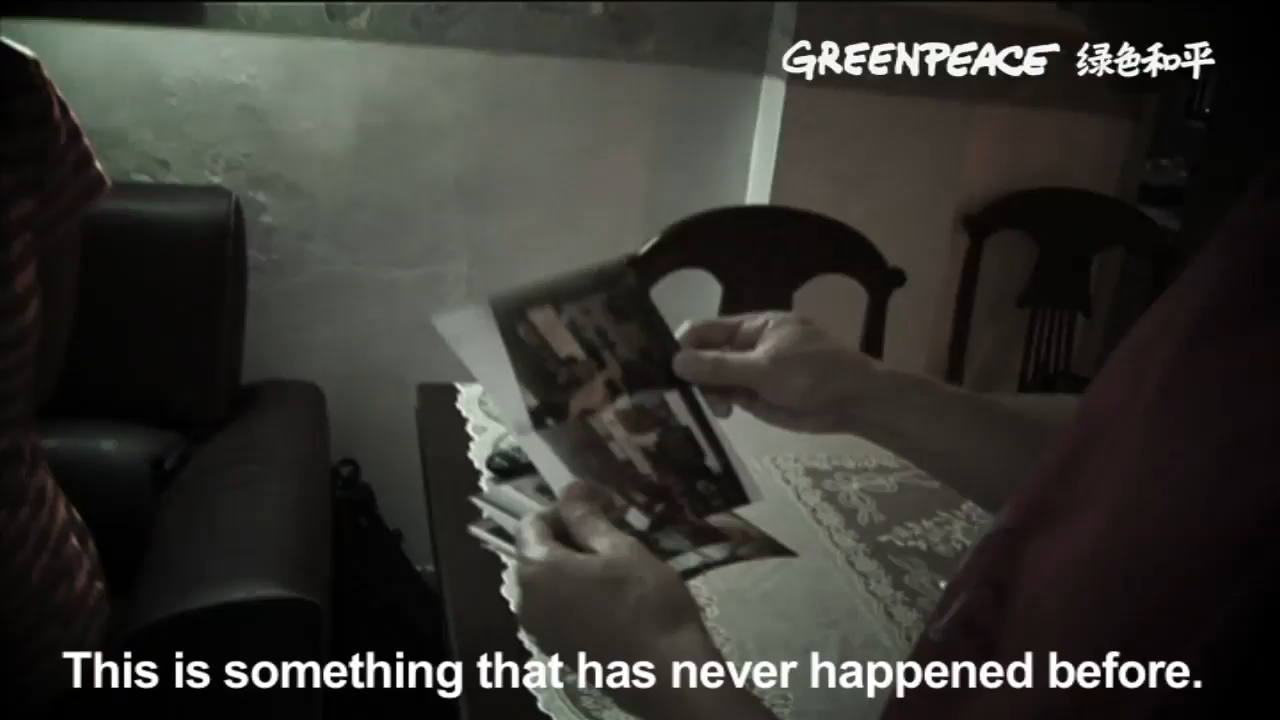 GREENPEACE 绿色和平
This is something that has never happened before.